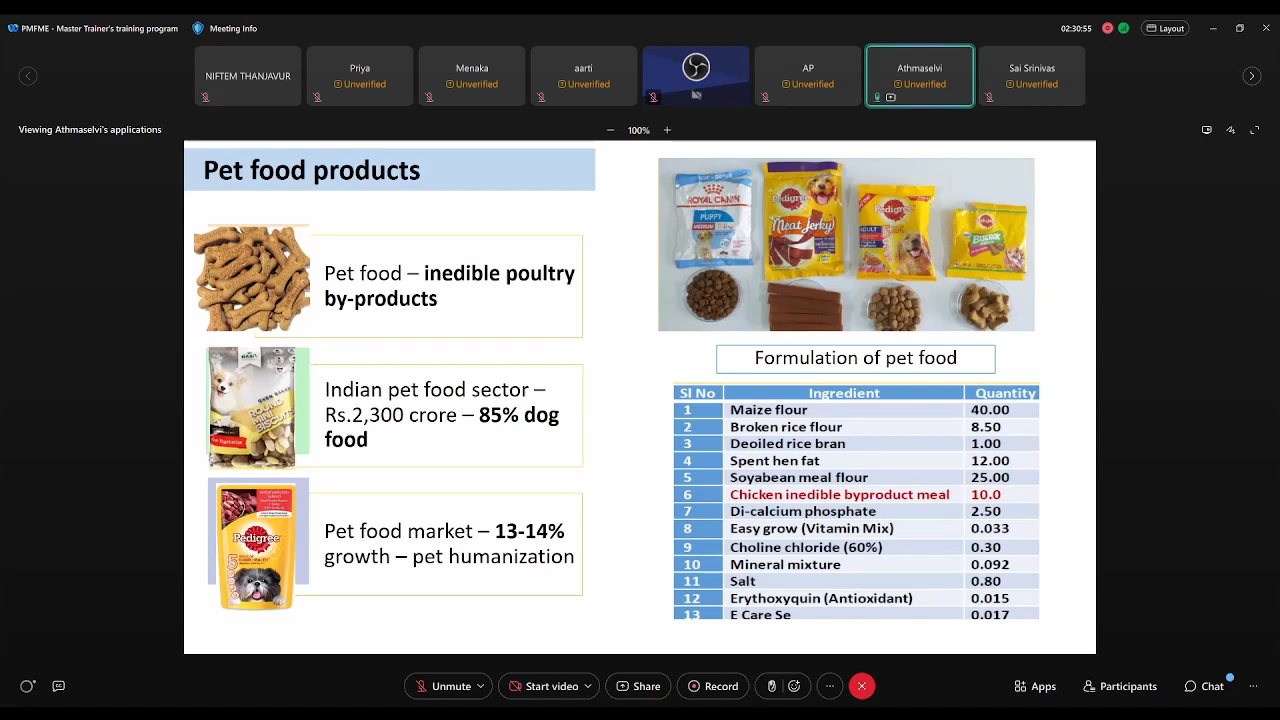 PMFME - Master Trainer's training program
Meeting Info
02:30:55
Layout
NIFTEM THANJAVUR
Priya
Unverified
Menaka
Unverified
aarti
Unverified
AP
Unverified
Athmaselvi
Unverified
Sai Srinivas
Unverified
Viewing Athmaselvi's applications
100%
Pet food products
Pet food – inedible poultry
by-products
Indian pet food sector –
Rs.2,300 crore – 85% dog
food
Pet food market – 13-14%
growth – pet humanization
Pedigree
ROYAL CANIN
PUPPY
MEDIUM
Pedigree
Meat Jerky
Pedigree
ADULT
Pedigree
BISCROK
Formulation of pet food
Sl No Ingredient Quantity
1 Maize flour 40.00
2 Broken rice flour 8.50
3 Deoiled rice bran 1.00
4 Spent hen fat 12.00
5 Soyabean meal flour 25.00
6 Chicken inedible byproduct meal 10.0
7 Di-calcium phosphate 2.50
8 Easy grow (Vitamin Mix) 0.033
9 Choline chloride (60%) 0.30
10 Mineral mixture 0.092
11 Salt 0.80
12 Erythoxyquin (Antioxidant) 0.015
13 E Care Se 0.017
Unmute
Start video
Share
Record
Apps
Participants
Chat